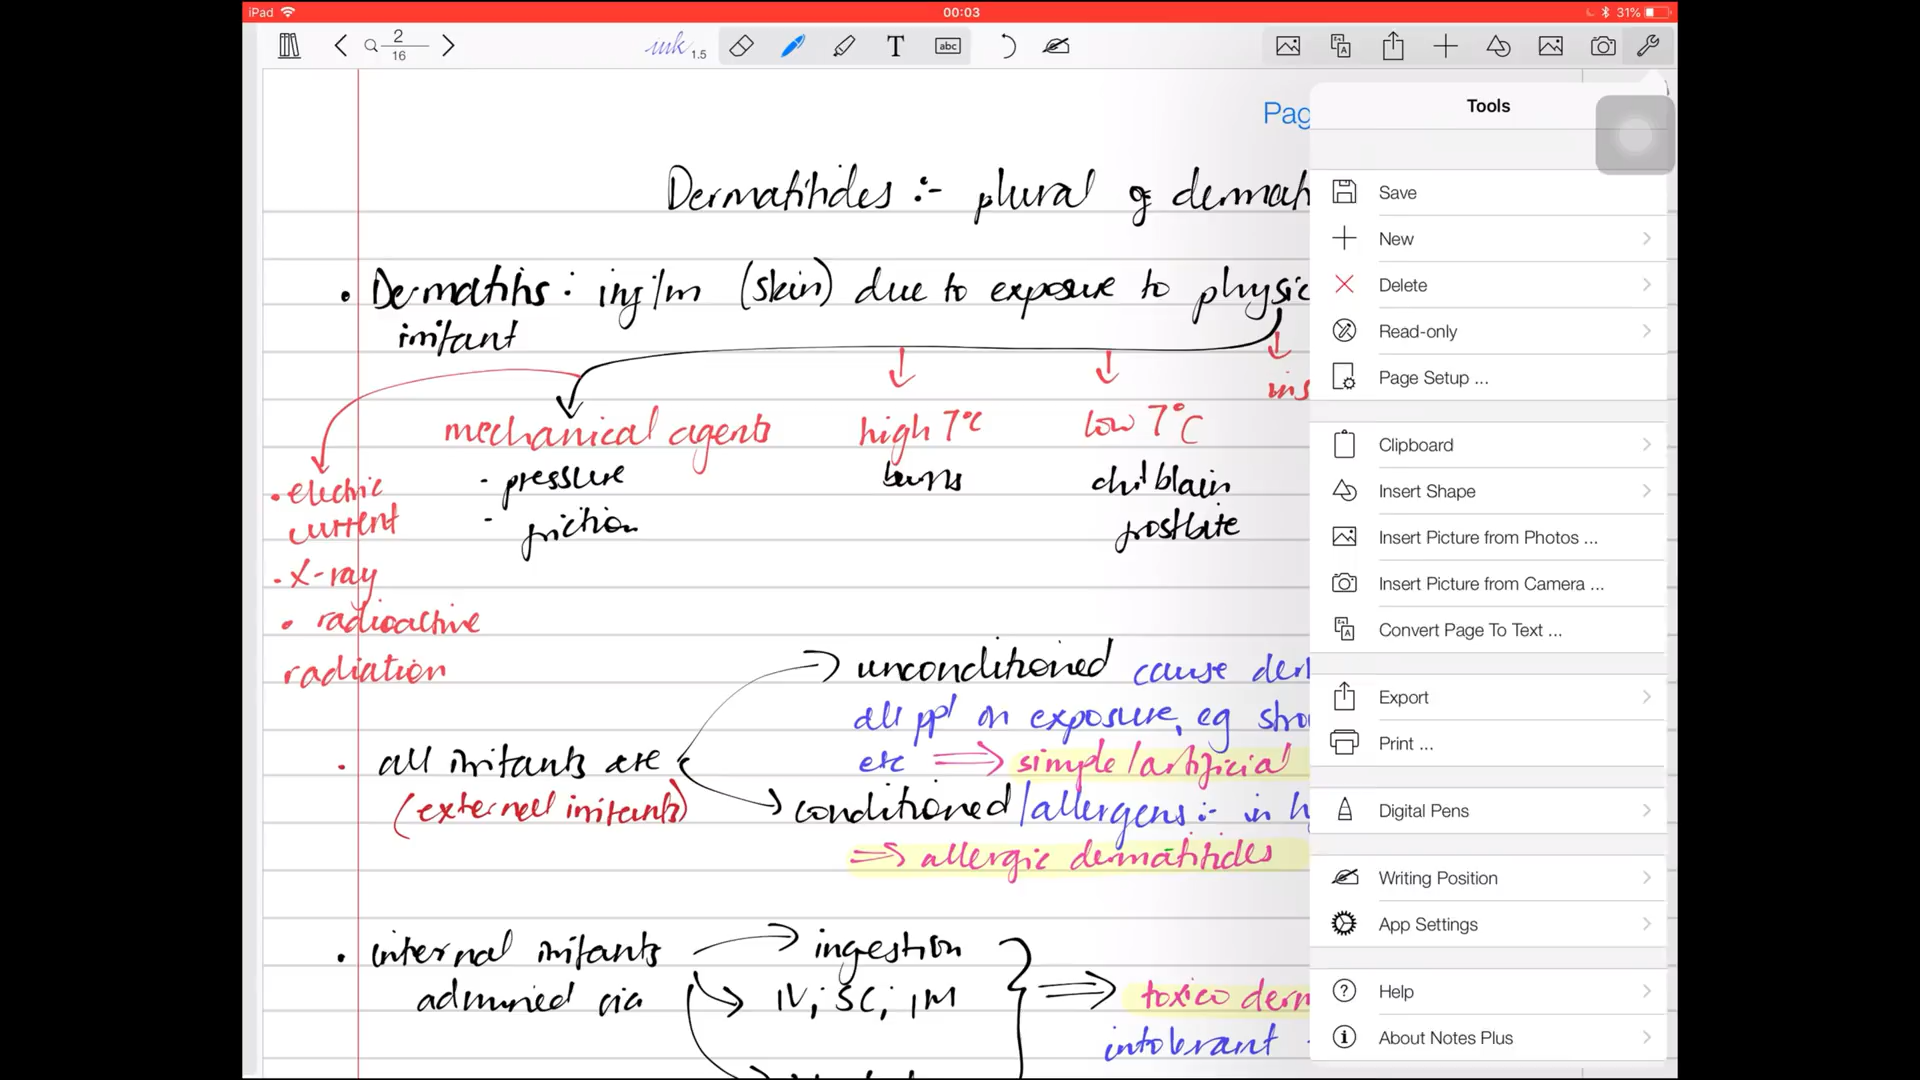 iPad 00:03 31%
2
16
ink 1.5
T
abc
Pag
Dermatitides :- plural of dermati
• Dermatitis : inf/m (skin) due to exposure to physic
irritant
ins
mechanical agents high T°C low T°C
- pressure burns chilblain
- friction frostbite
• electric
current
• X-ray
• radioactive
radiation
unconditioned cause der
all ppl on exposure, eg stro
• all irritants are etc ⇒ simple/artificial
(external irritants) conditioned/allergens :- in h
⇒ allergic dermatitides
• internal irritants → ingestion
admined via → IV; SC; IM ⇒ toxico derm
intolerant
Tools
Save
New
Delete
Read-only
Page Setup ...
Clipboard
Insert Shape
Insert Picture from Photos ...
Insert Picture from Camera ...
Convert Page To Text ...
Export
Print ...
Digital Pens
Writing Position
App Settings
Help
About Notes Plus